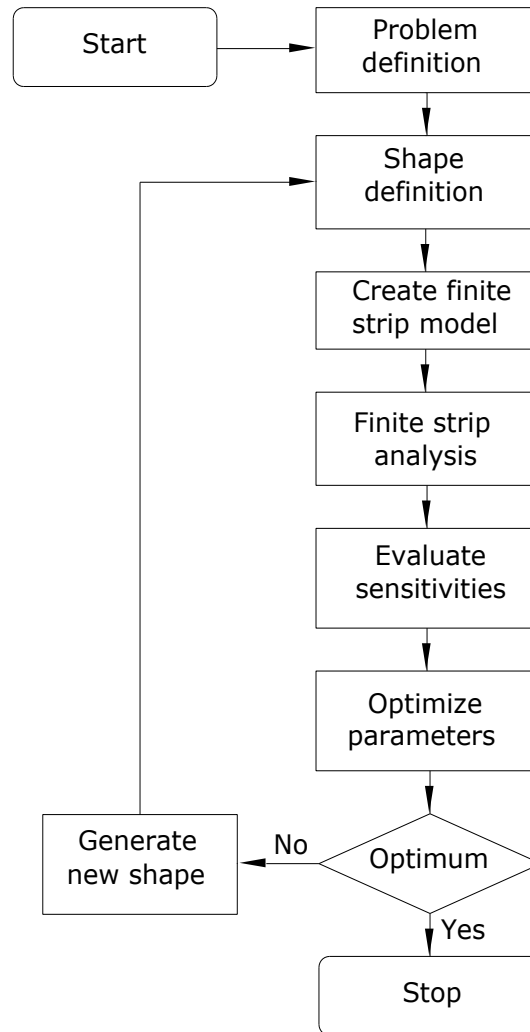 Start
Problem
definition
Shape
definition
Create finite
strip model
Finite strip
analysis
Evaluate
sensitivities
Optimize
parameters
Optimum
No
Generate
new shape
Yes
Stop